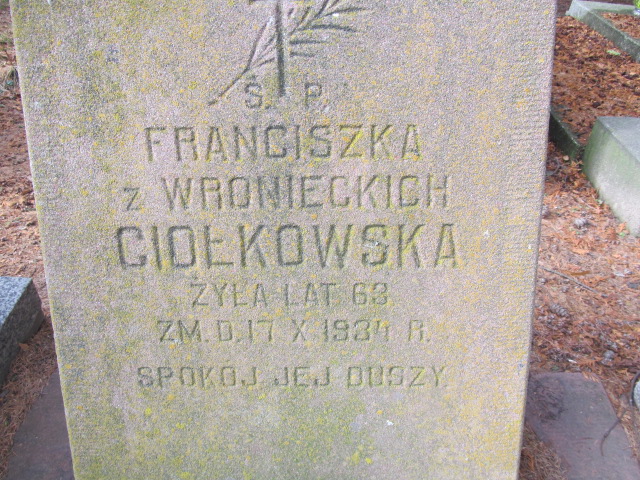 Ś. P.
FRANCISZKA
z WRONIECKICH
CIOŁKOWSKA
ŻYŁA LAT 63.
ZM. D. 17 X 1934 R.
SPOKÓJ JEJ DUSZY.